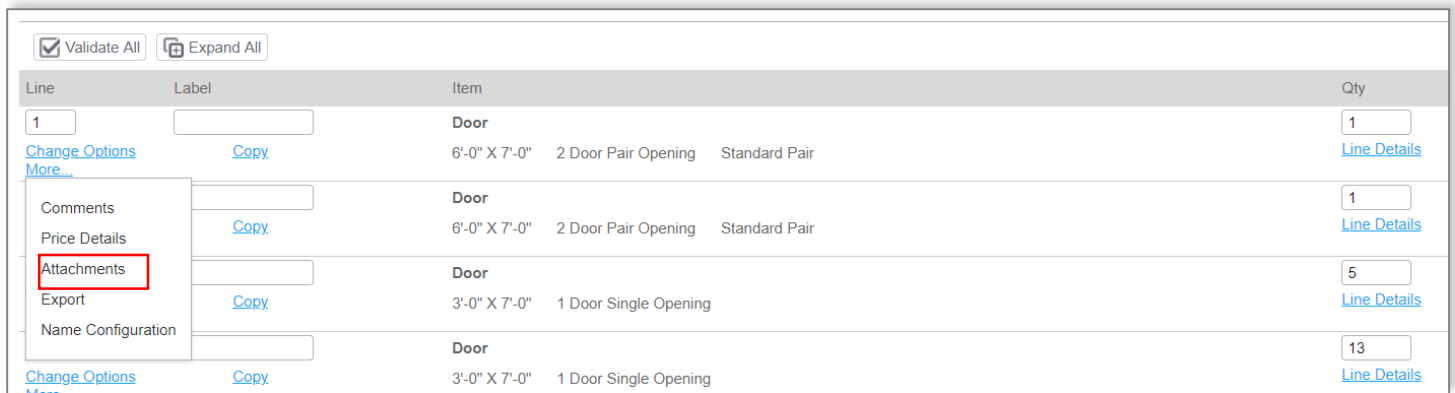 Validate All Expand All
Line Label Item Qty
1 Door 1
Change Options Copy 6'-0" X 7'-0" 2 Door Pair Opening Standard Pair Line Details
More...
Door 1
Comments
Copy 6'-0" X 7'-0" 2 Door Pair Opening Standard Pair Line Details
Price Details
Attachments Door 5
Export Copy 3'-0" X 7'-0" 1 Door Single Opening Line Details
Name Configuration
Door 13
Change Options Copy 3'-0" X 7'-0" 1 Door Single Opening Line Details